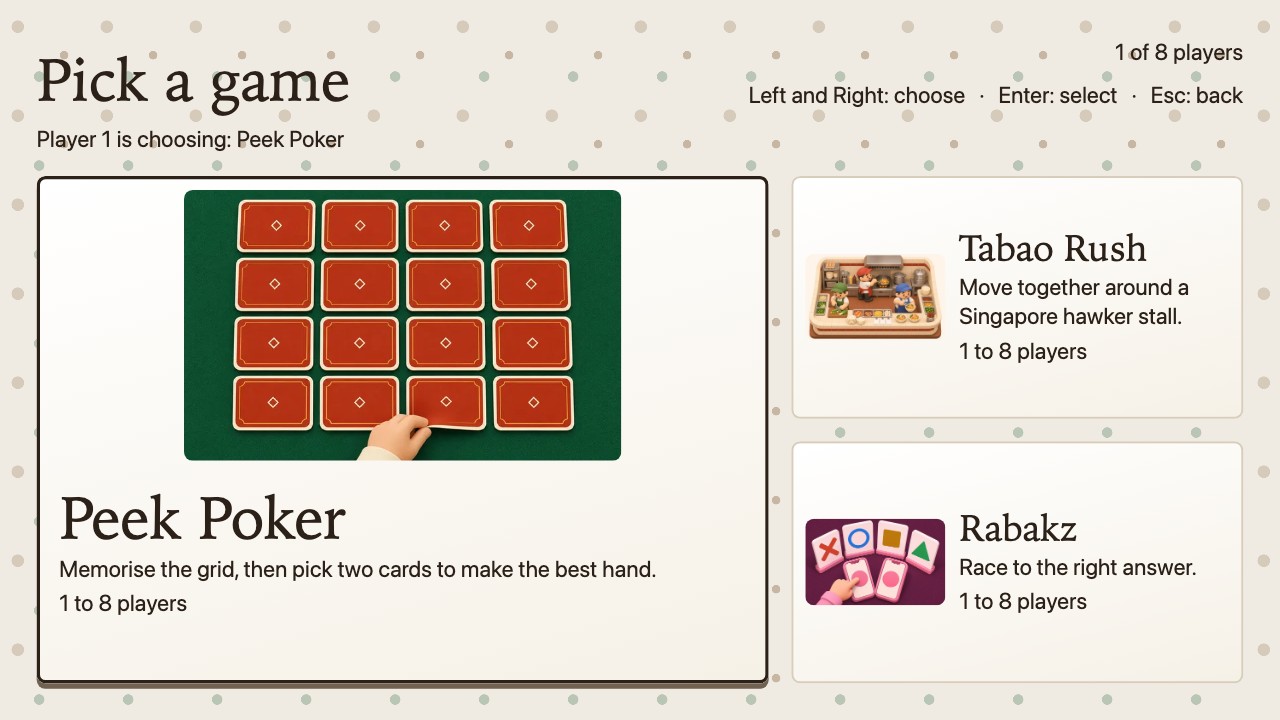 Pick a game
Player 1 is choosing: Peek Poker
1 of 8 players
Left and Right: choose · Enter: select · Esc: back
Peek Poker
Memorise the grid, then pick two cards to make the best hand.
1 to 8 players
Tabao Rush
Move together around a
Singapore hawker stall.
1 to 8 players
Rabakz
Race to the right answer.
1 to 8 players